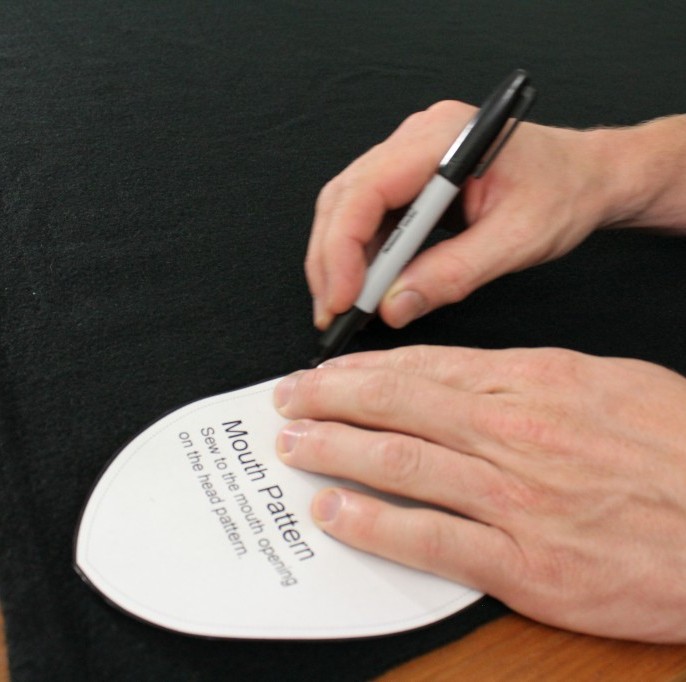 Mouth Pattern
Sew to the mouth opening
on the head pattern.